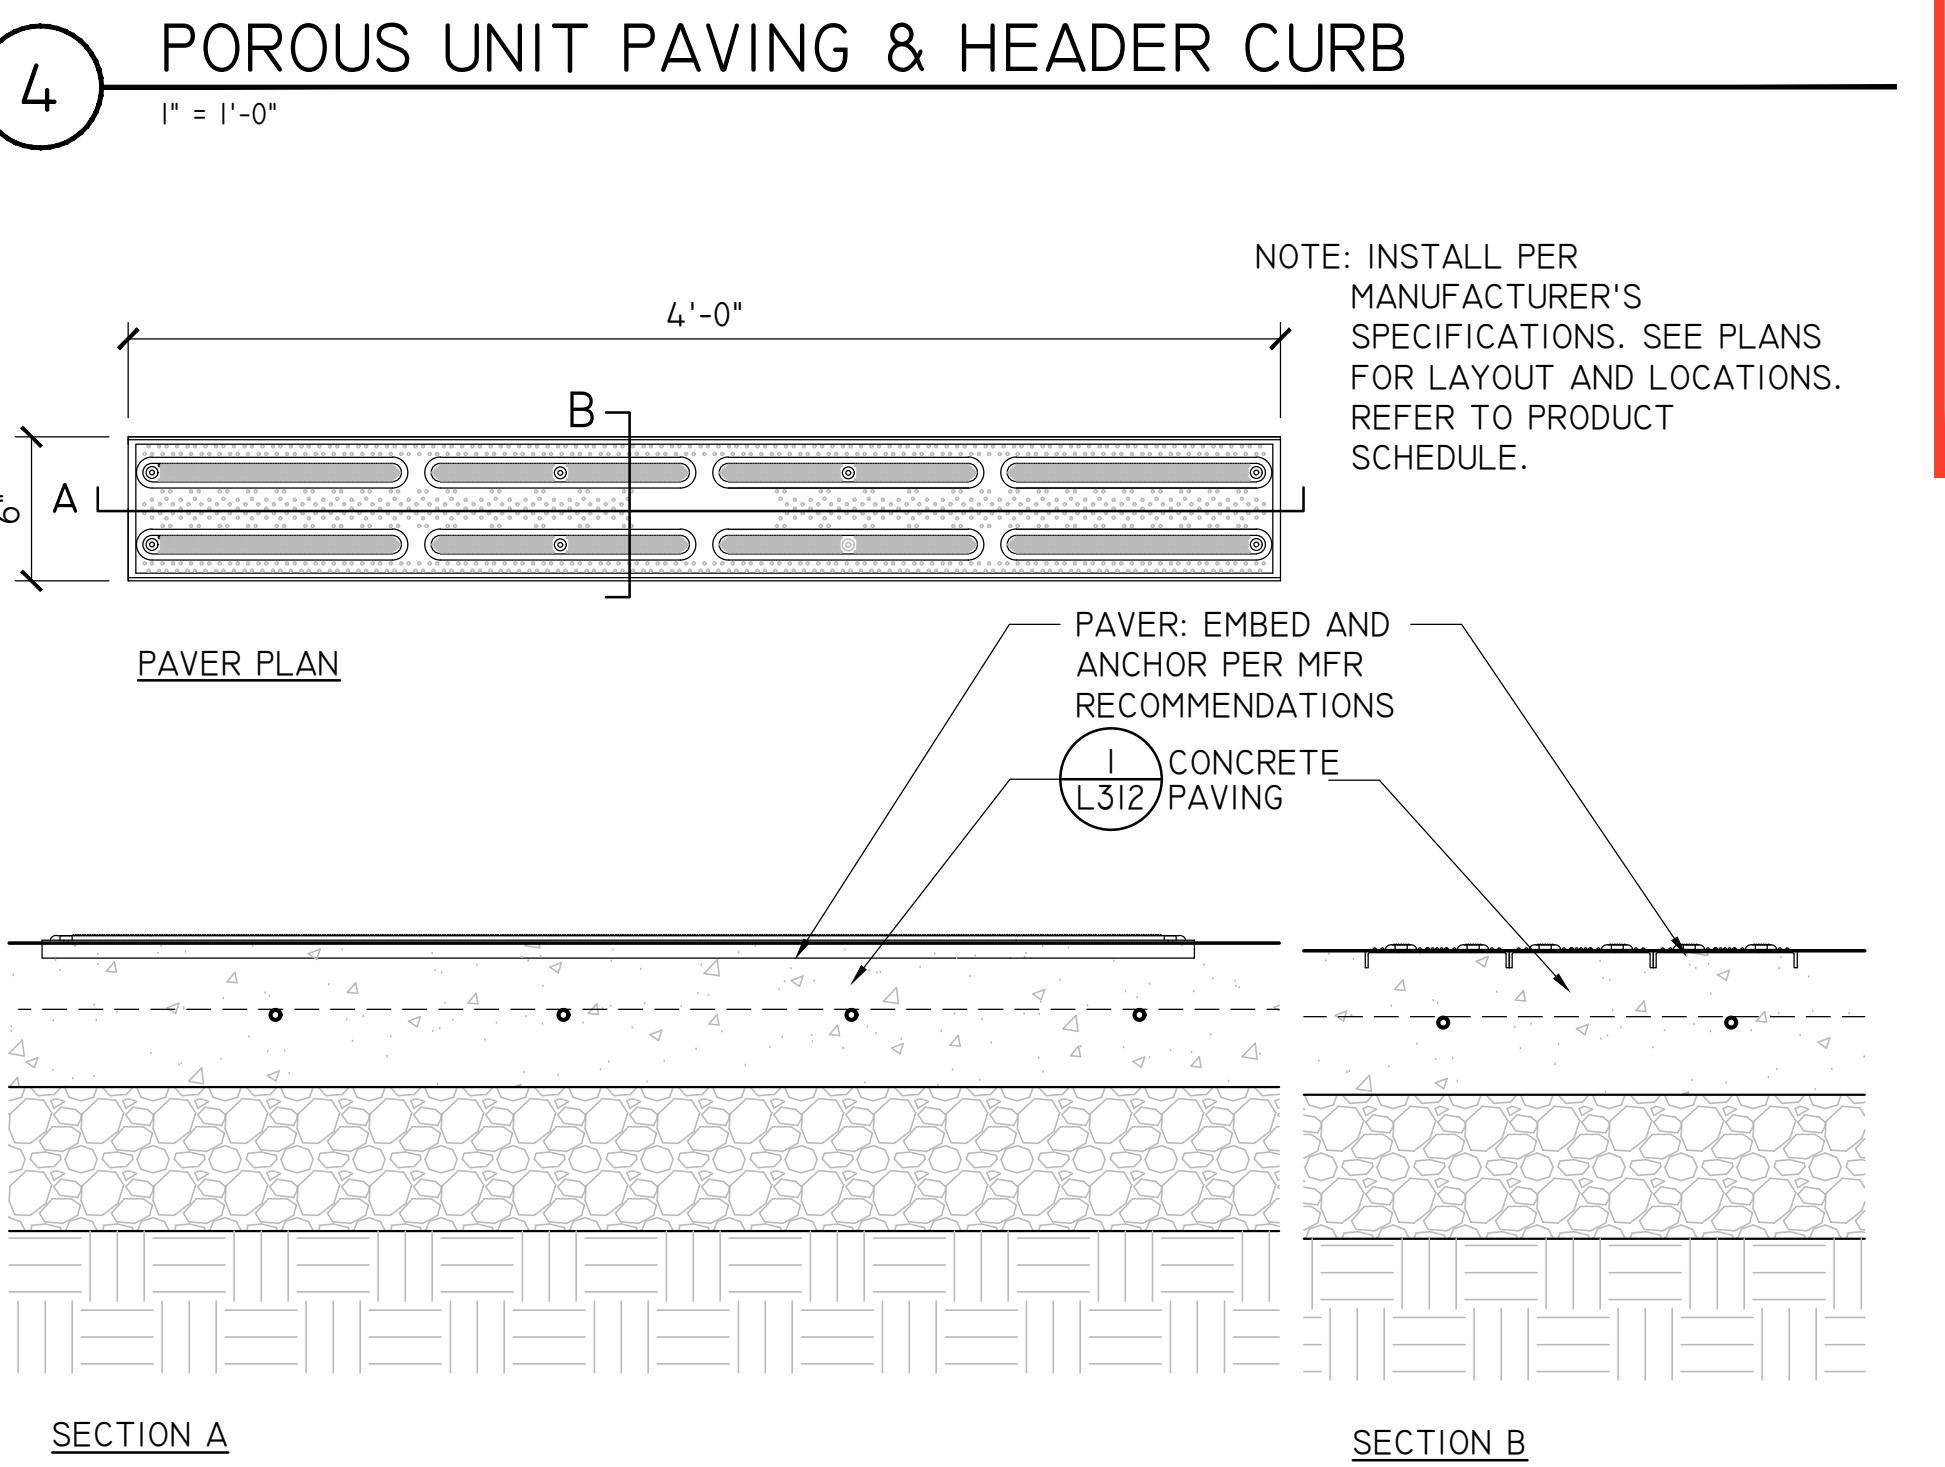 4
POROUS UNIT PAVING & HEADER CURB
1" = 1'-0"
NOTE: INSTALL PER
MANUFACTURER'S
SPECIFICATIONS. SEE PLANS
FOR LAYOUT AND LOCATIONS.
REFER TO PRODUCT
SCHEDULE.
4'-0"
B
A
6"
PAVER PLAN
PAVER: EMBED AND
ANCHOR PER MFR
RECOMMENDATIONS
1
L312
CONCRETE
PAVING
SECTION A
SECTION B